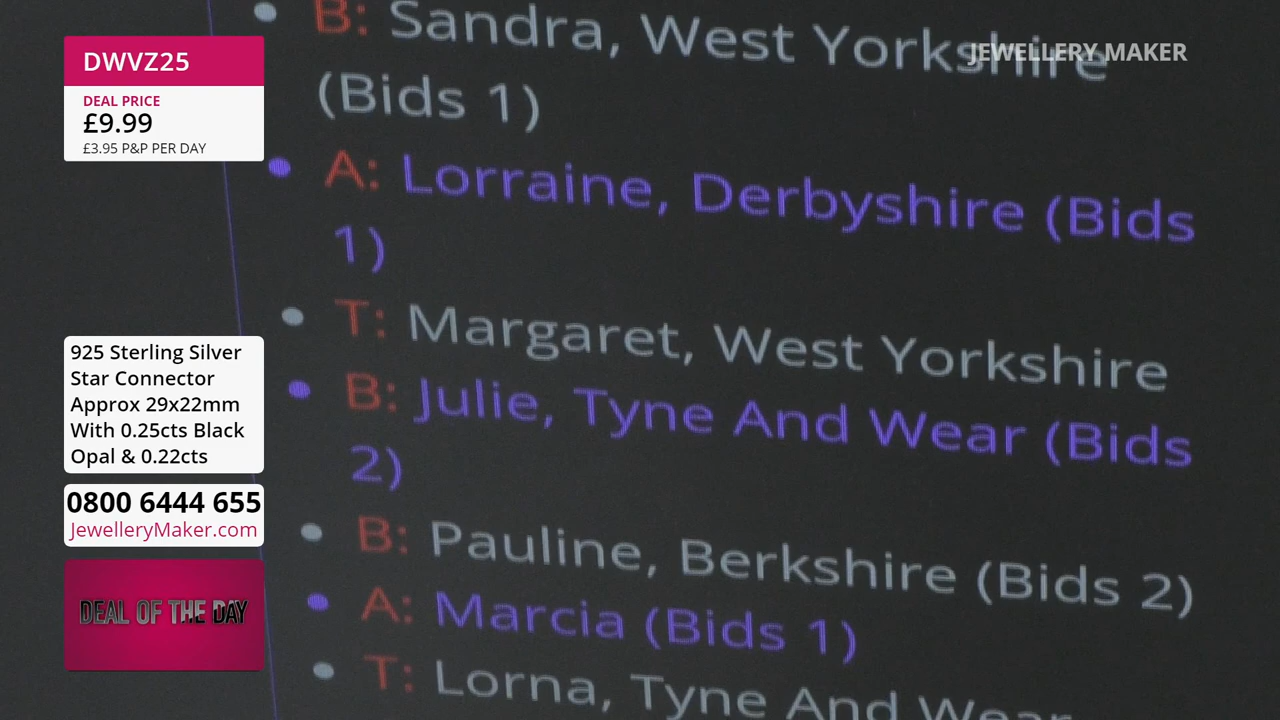 DWVZ25
DEAL PRICE
£9.99
£3.95 P&P PER DAY
925 Sterling Silver
Star Connector
Approx 29x22mm
With 0.25cts Black
Opal & 0.22cts
0800 6444 655
JewelleryMaker.com
DEAL OF THE DAY
JEWELLERY MAKER
B: Sandra, West Yorkshire
(Bids 1)
A: Lorraine, Derbyshire (Bids
1)
T: Margaret, West Yorkshire
B: Julie, Tyne And Wear (Bids
2)
B: Pauline, Berkshire (Bids 2)
A: Marcia (Bids 1)
T: Lorna, Tyne And Wear